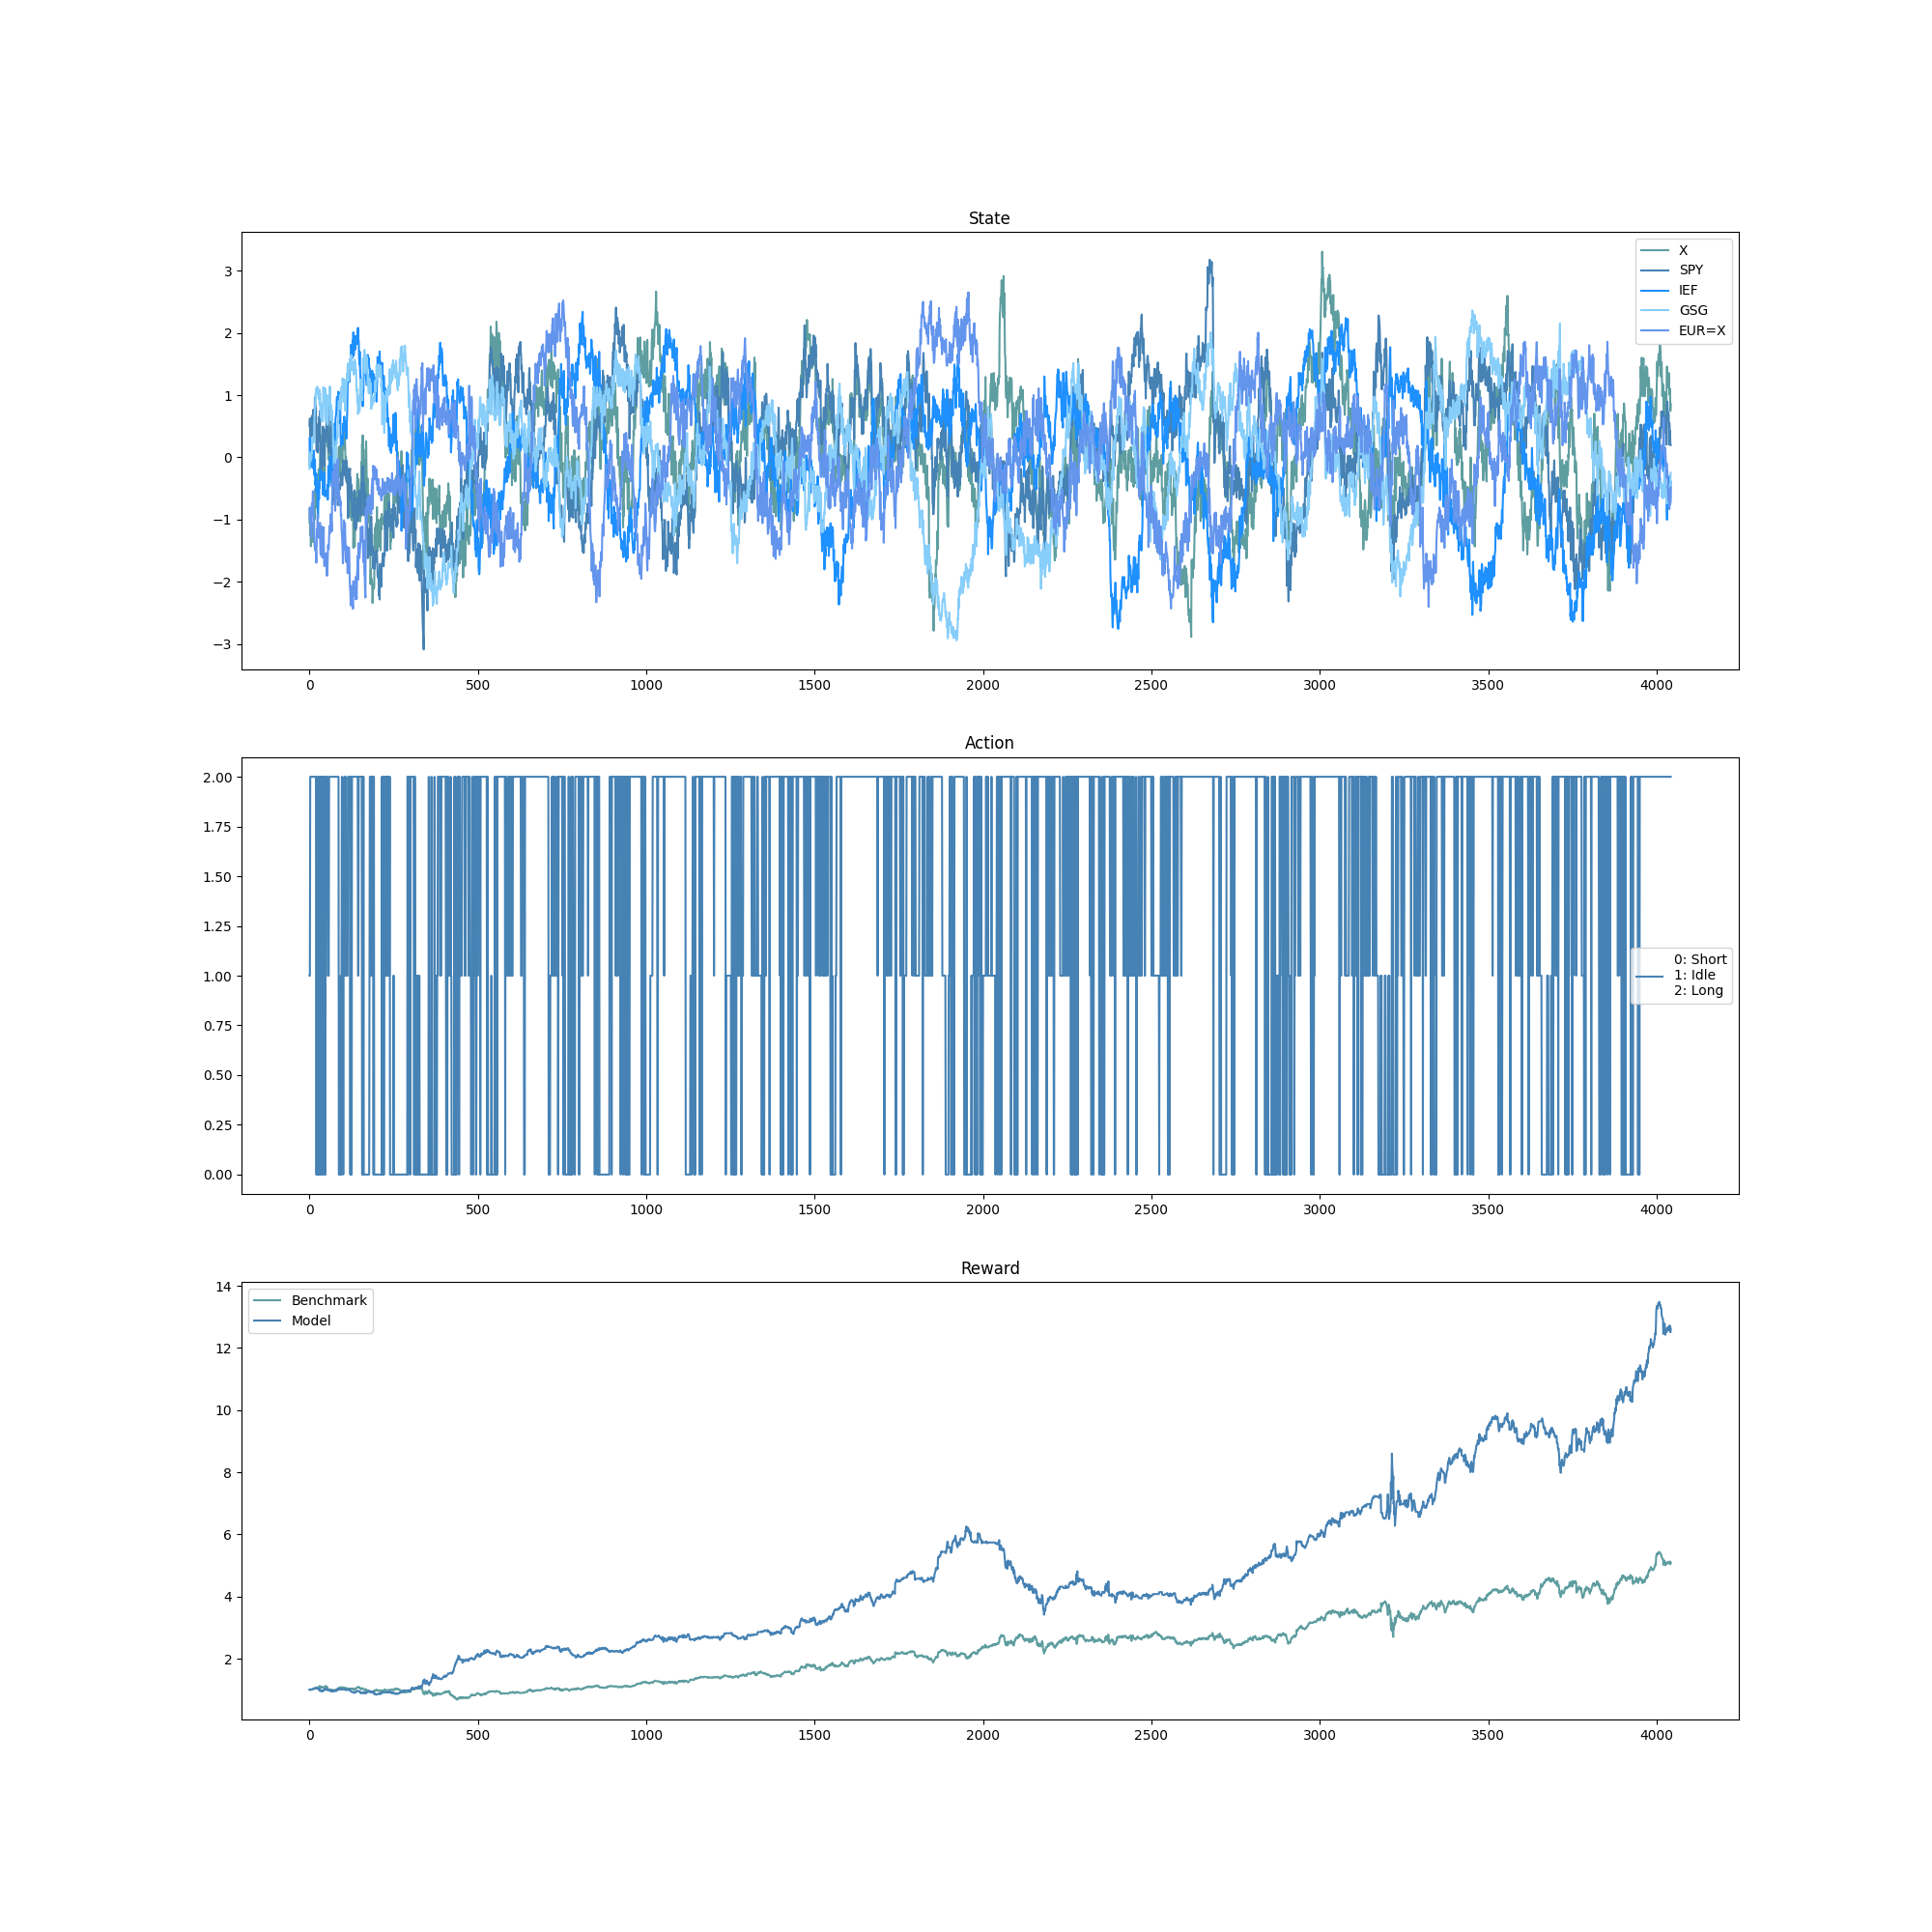 State
3
2
1
0
−1
−2
−3
X
SPY
IEF
GSG
EUR=X
0 500 1000 1500 2000 2500 3000 3500 4000
Action
2.00
1.75
1.50
1.25
1.00
0.75
0.50
0.25
0.00
0: Short
1: Idle
2: Long
0 500 1000 1500 2000 2500 3000 3500 4000
Reward
14
12
10
8
6
4
2
Benchmark
Model
0 500 1000 1500 2000 2500 3000 3500 4000